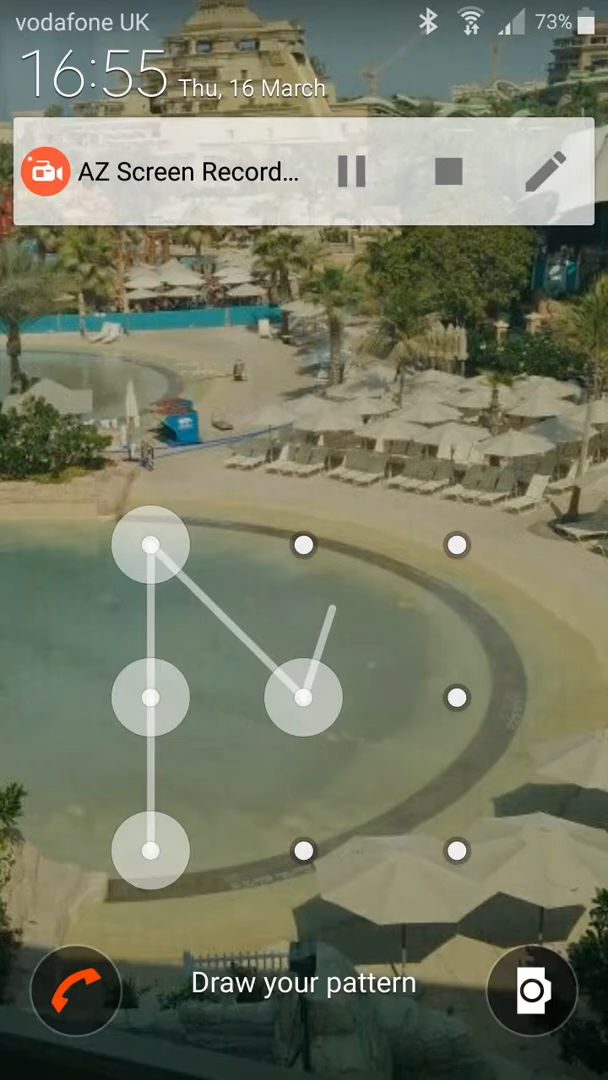 vodafone UK 73%
16:55 Thu, 16 March
AZ Screen Record...
Draw your pattern